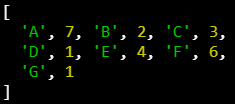 [
  'A', 7, 'B', 2, 'C', 3,
  'D', 1, 'E', 4, 'F', 6,
  'G', 1
]